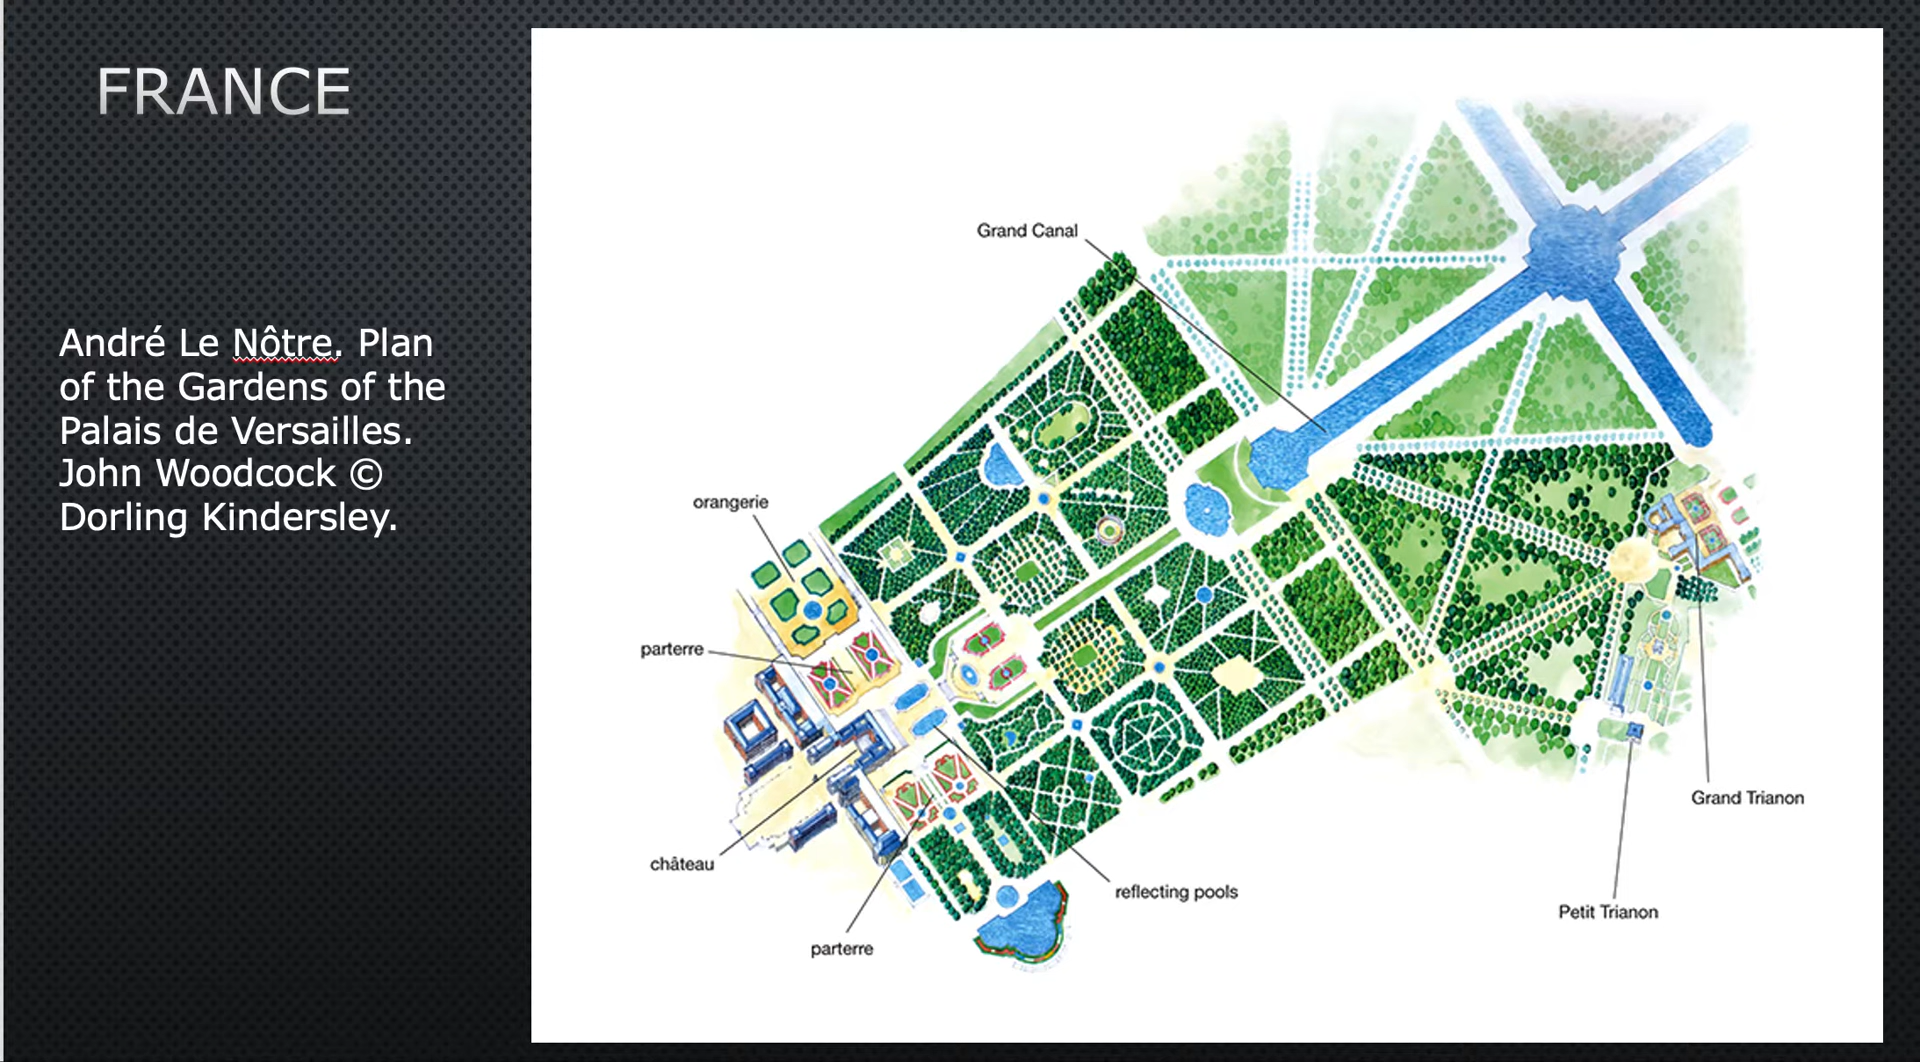 FRANCE
André Le Nôtre. Plan
of the Gardens of the
Palais de Versailles.
John Woodcock ©
Dorling Kindersley.
Grand Canal
orangerie
parterre
château
parterre
reflecting pools
Grand Trianon
Petit Trianon